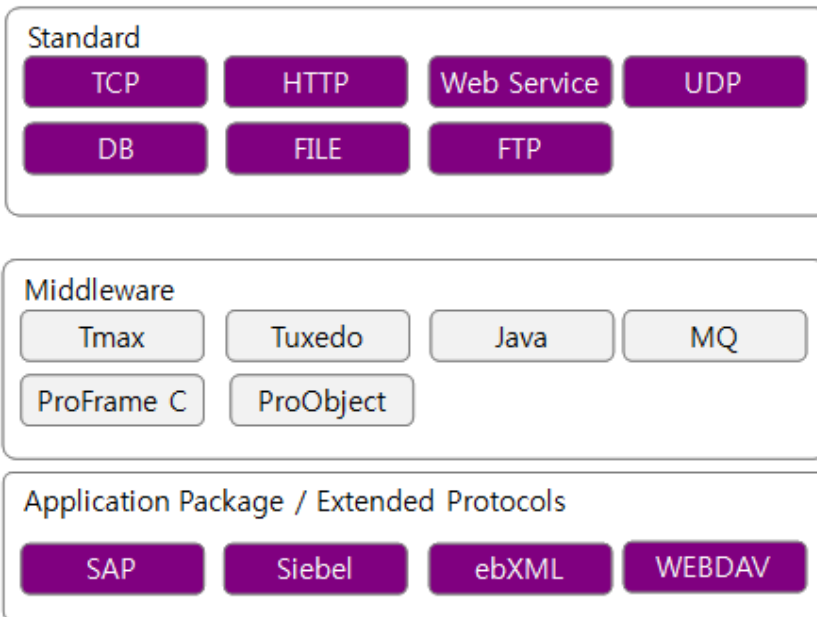 Standard
TCP HTTP Web Service UDP
DB FILE FTP
Middleware
Tmax Tuxedo Java MQ
ProFrame C ProObject
Application Package / Extended Protocols
SAP Siebel ebXML WEBDAV